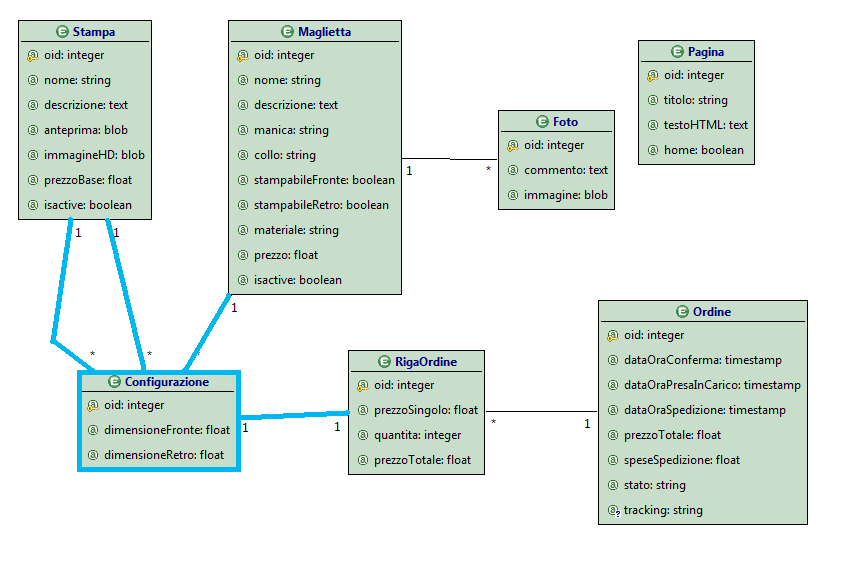 Stampa
oid: integer
nome: string
descrizione: text
anteprima: blob
immagineHD: blob
prezzoBase: float
isactive: boolean
1
1
*
*
Maglietta
oid: integer
nome: string
descrizione: text
manica: string
collo: string
stampabileFronte: boolean
stampabileRetro: boolean
materiale: string
prezzo: float
isactive: boolean
1
*
1
*
Foto
oid: integer
commento: text
immagine: blob
Pagina
oid: integer
titolo: string
testoHTML: text
home: boolean
Configurazione
oid: integer
dimensioneFronte: float
dimensioneRetro: float
1
1
RigaOrdine
oid: integer
prezzoSingolo: float
quantita: integer
prezzoTotale: float
*
1
Ordine
oid: integer
dataOraConferma: timestamp
dataOraPresaInCarico: timestamp
dataOraSpedizione: timestamp
prezzoTotale: float
speseSpedizione: float
stato: string
tracking: string